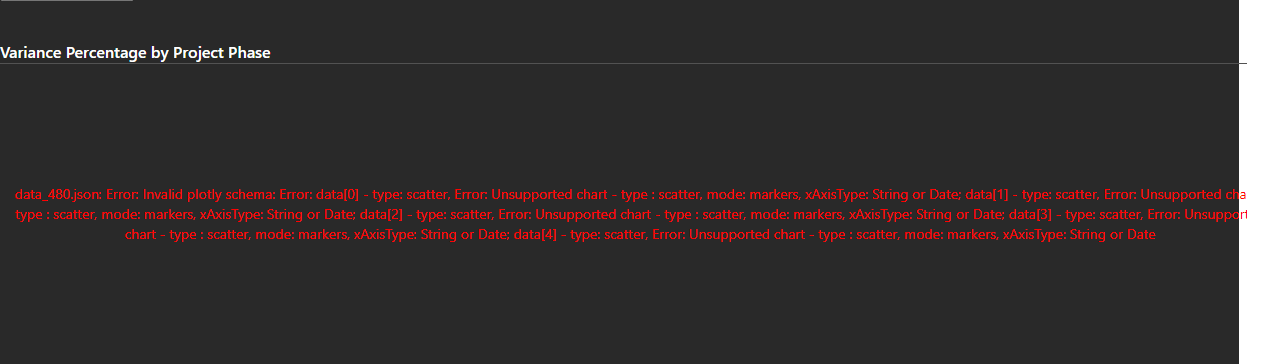 Variance Percentage by Project Phase
data_480.json: Error: Invalid plotly schema: Error: data[0] - type: scatter, Error: Unsupported chart - type : scatter, mode: markers, xAxisType: String or Date; data[1] - type: scatter, Error: Unsupported
type : scatter, mode: markers, xAxisType: String or Date; data[2] - type: scatter, Error: Unsupported chart - type : scatter, mode: markers, xAxisType: String or Date; data[3] - type: scatter, Error:
chart - type : scatter, mode: markers, xAxisType: String or Date; data[4] - type: scatter, Error: Unsupported chart - type : scatter, mode: markers, xAxisType: String or Date